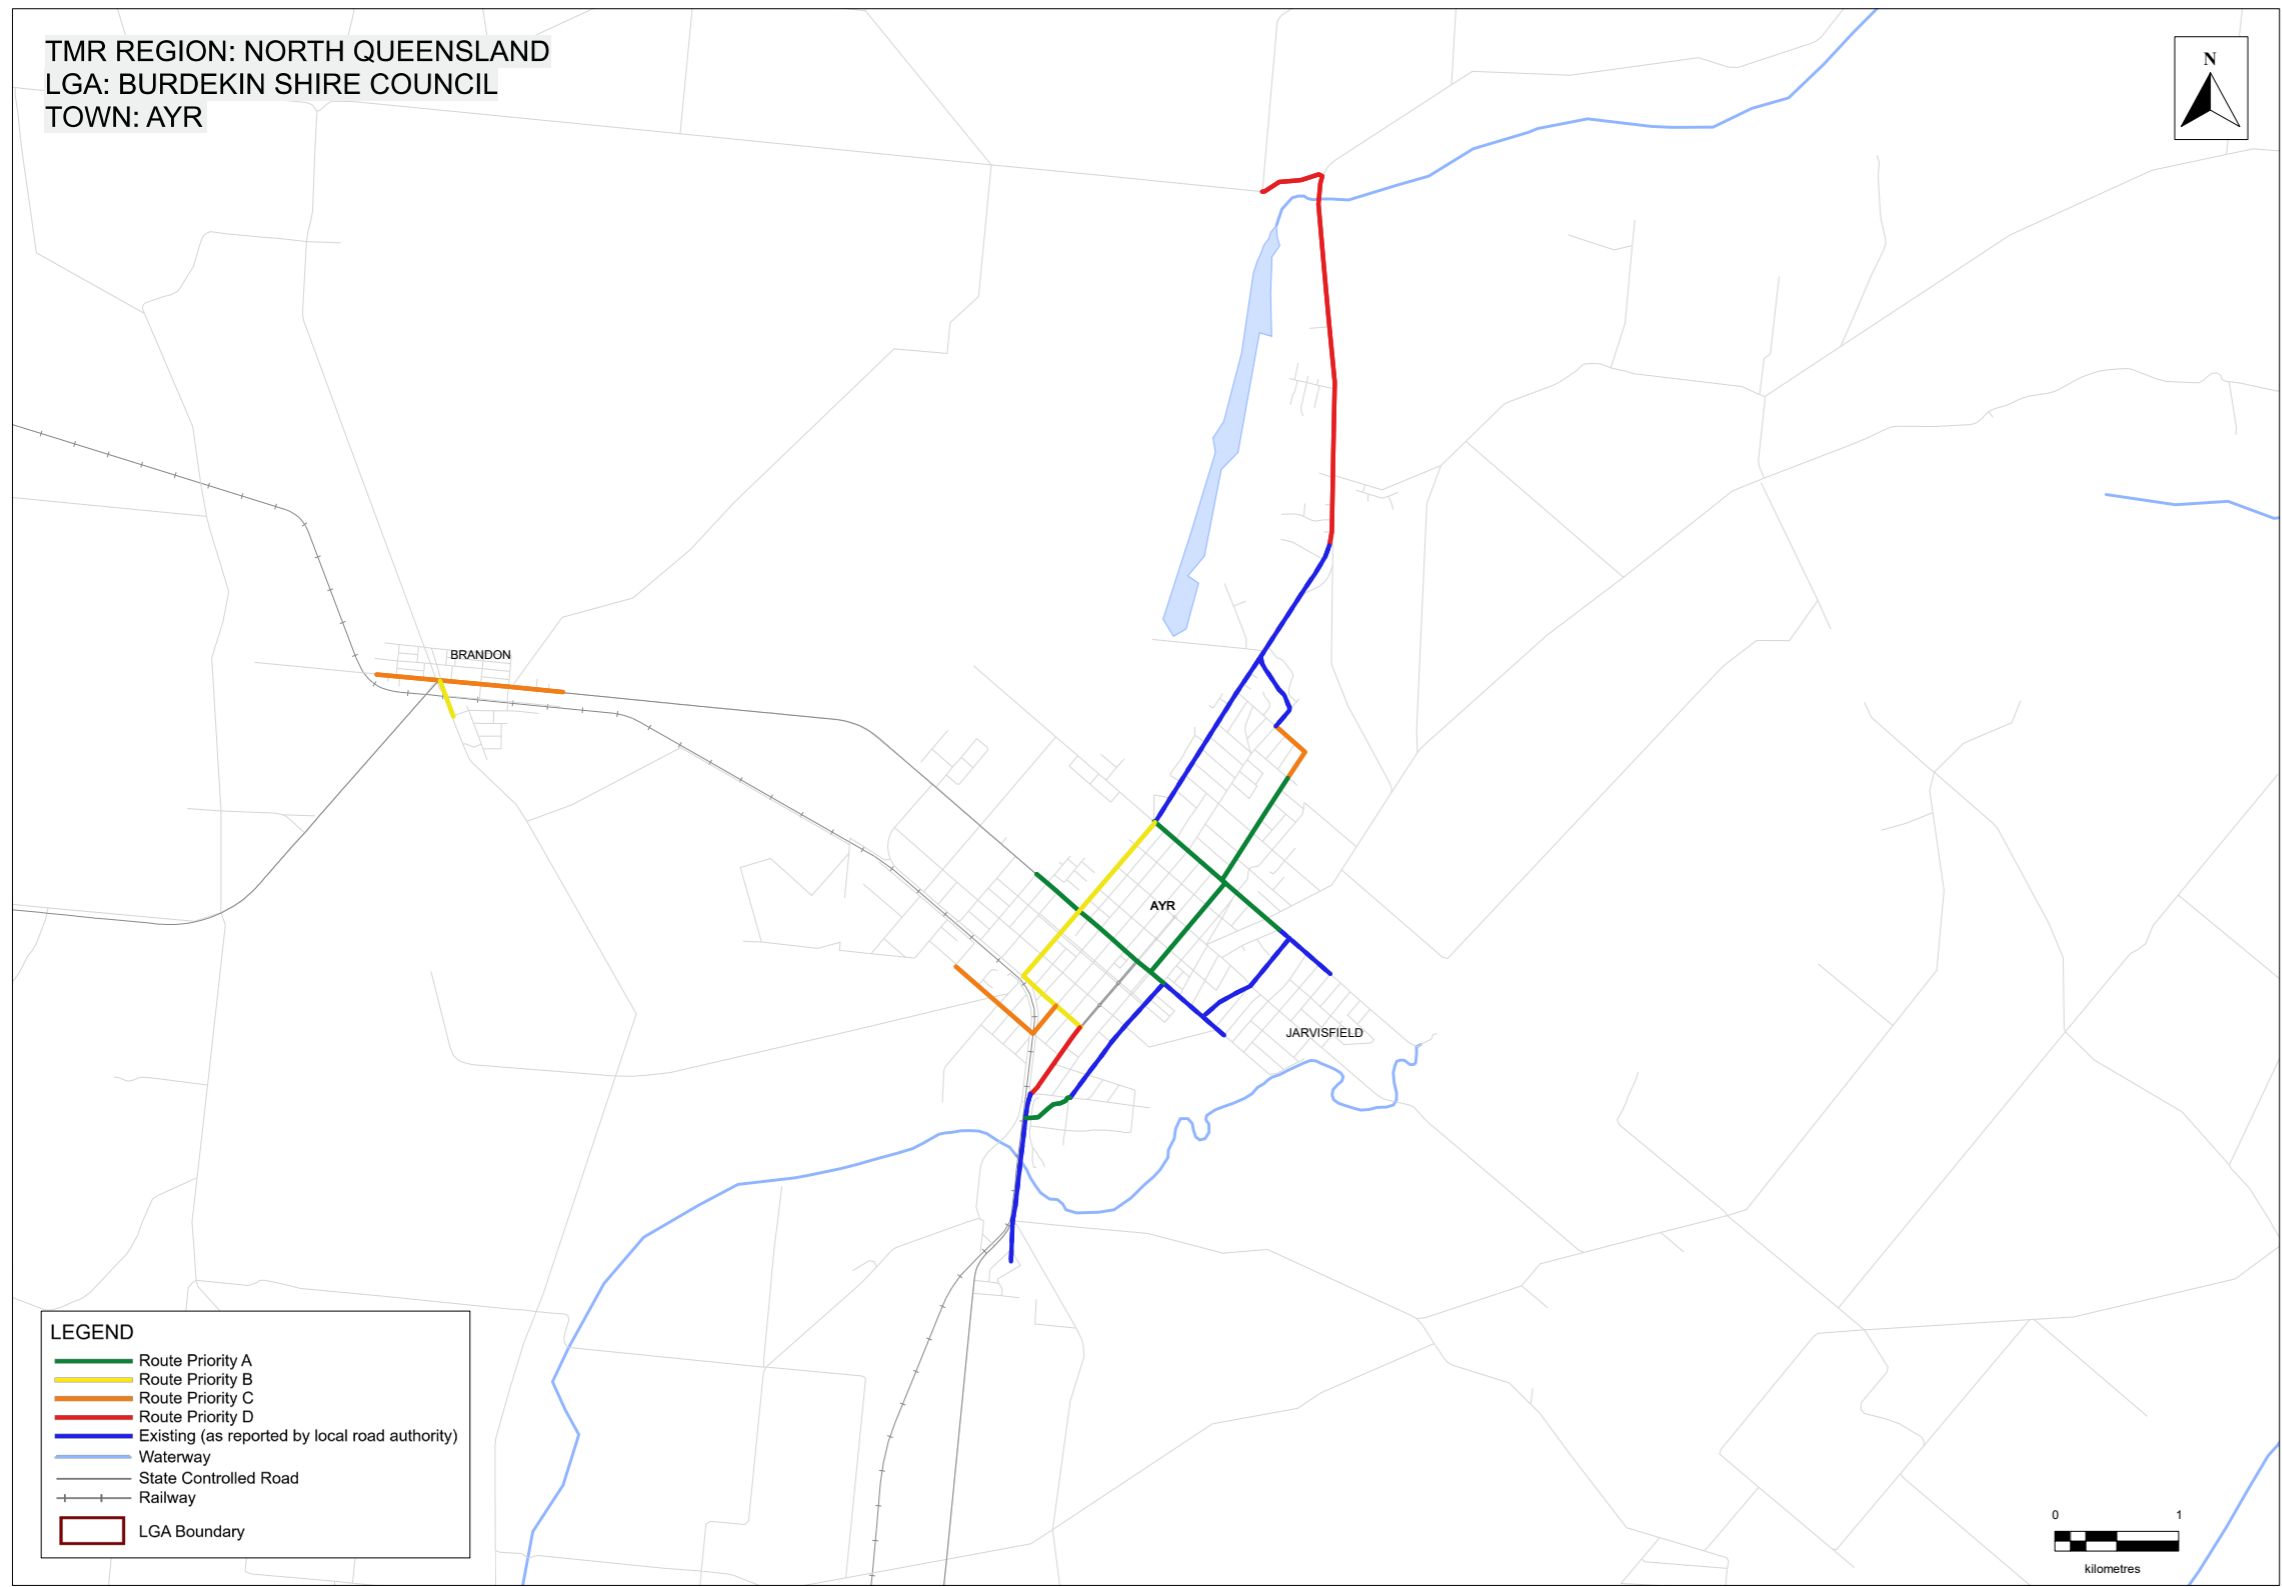 TMR REGION: NORTH QUEENSLAND
LGA: BURDEKIN SHIRE COUNCIL
TOWN: AYR
N
BRANDON
AYR
JARVISFIELD
LEGEND
Route Priority A
Route Priority B
Route Priority C
Route Priority D
Existing (as reported by local road authority)
Waterway
State Controlled Road
Railway
LGA Boundary
0 1
kilometres